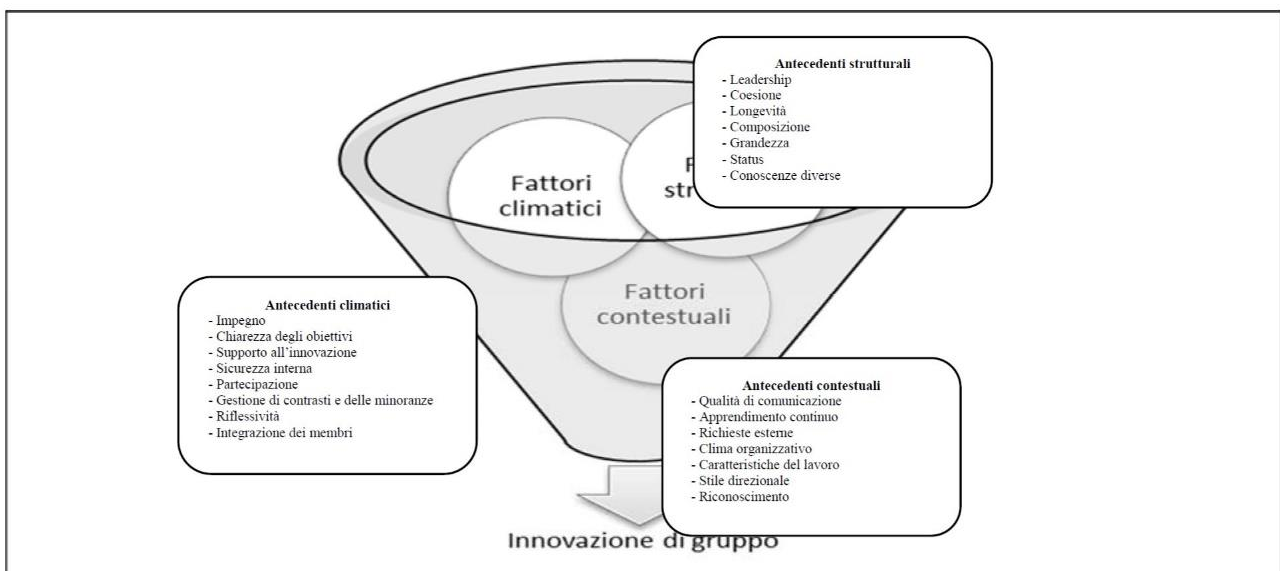 Antecedenti strutturali
- Leadership
- Coesione
- Longevità
- Composizione
- Grandezza
- Status
- Conoscenze diverse
Fattori
climatici
Fattori
contestuali
Antecedenti climatici
- Impegno
- Chiarezza degli obiettivi
- Supporto all’innovazione
- Sicurezza interna
- Partecipazione
- Gestione di contrasti e delle minoranze
- Riflessività
- Integrazione dei membri
Antecedenti contestuali
- Qualità di comunicazione
- Apprendimento continuo
- Richieste esterne
- Clima organizzativo
- Caratteristiche del lavoro
- Stile direzionale
- Riconoscimento
Innovazione di gruppo